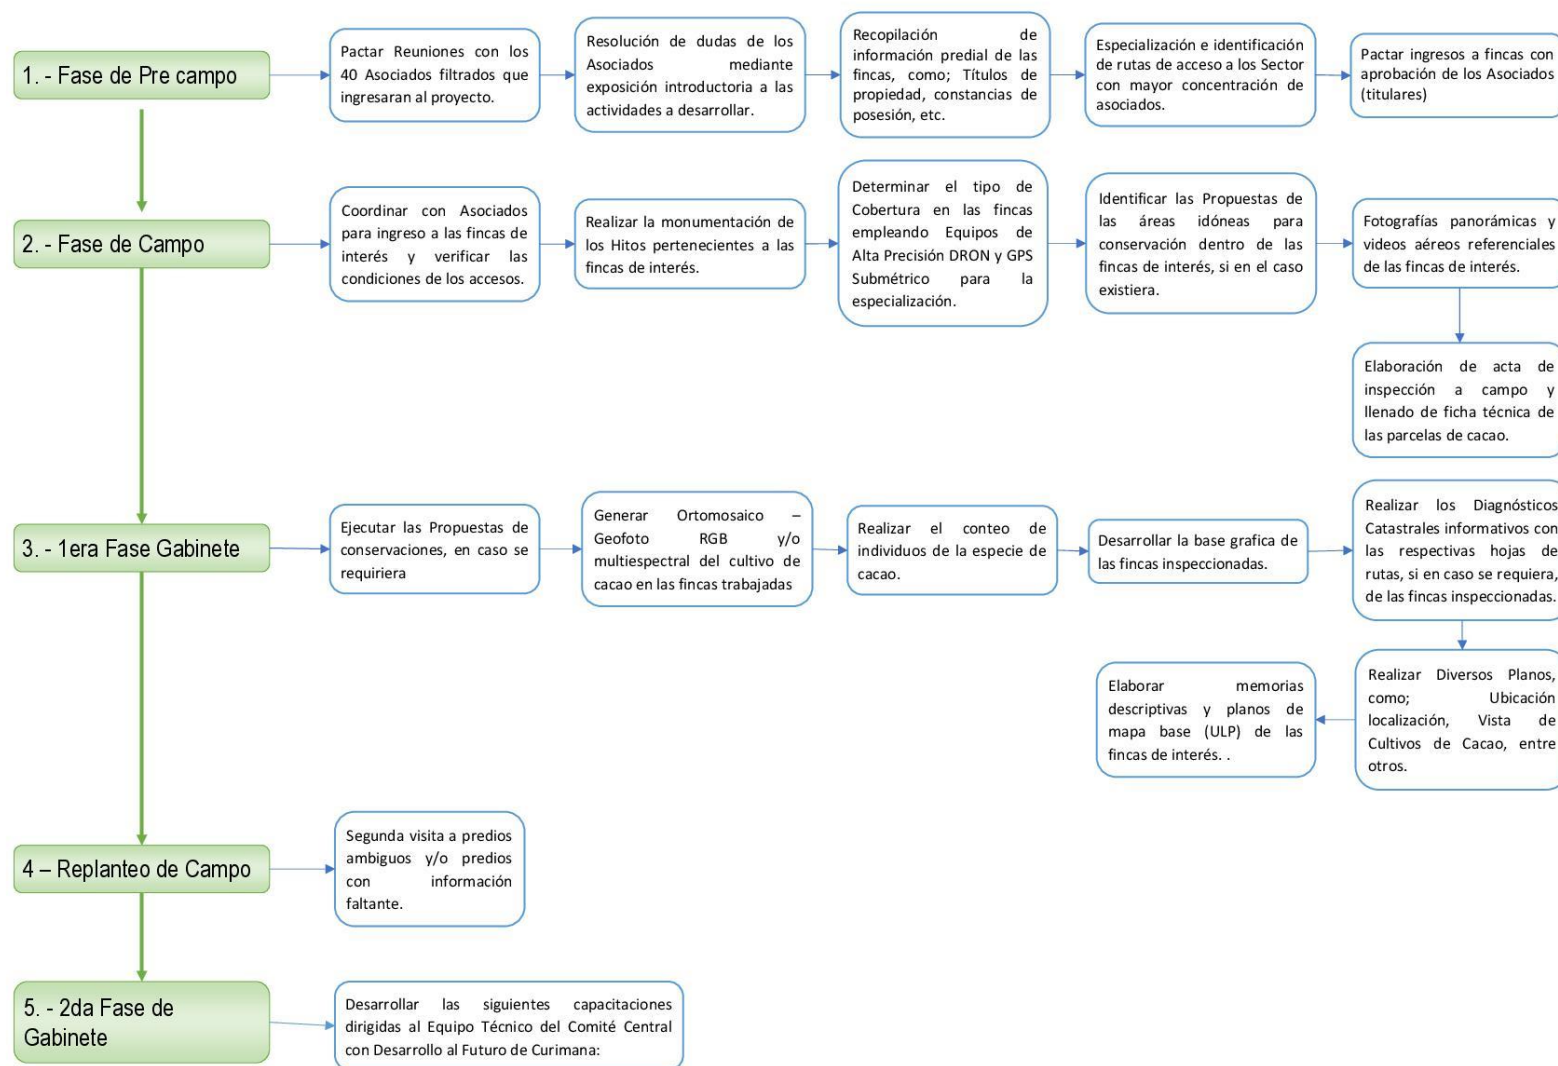 1. - Fase de Pre campo
Pactar Reuniones con los
40 Asociados filtrados que
ingresaran al proyecto.
Resolución de dudas de los
Asociados mediante
exposición introductoria a las
actividades a desarrollar.
Recopilación de
información predial de las
fincas, como; Títulos de
propiedad, constancias de
posesión, etc.
Especialización e identificación
de rutas de acceso a los Sector
con mayor concentración de
asociados.
Pactar ingresos a fincas con
aprobación de los Asociados
(titulares)
2. - Fase de Campo
Coordinar con Asociados
para ingreso a las fincas de
interés y verificar las
condiciones de los accesos.
Realizar la monumentación de
los Hitos pertenecientes a las
fincas de interés.
Determinar el tipo de
Cobertura en las fincas
empleando Equipos de
Alta Precisión DRON y GPS
Submétrico para la
especialización.
Identificar las Propuestas de
las áreas idóneas para
conservación dentro de las
fincas de interés, si en el caso
existiera.
Fotografías panorámicas y
videos aéreos referenciales
de las fincas de interés.
Elaboración de acta de
inspección a campo y
llenado de ficha técnica de
las parcelas de cacao.
3. - 1era Fase Gabinete
Ejecutar las Propuestas de
conservaciones, en caso se
requiriera
Generar Ortomosaico –
Geofoto RGB y/o
multiespectral del cultivo de
cacao en las fincas trabajadas
Realizar el conteo de
individuos de la especie de
cacao.
Desarrollar la base grafica de
las fincas inspeccionadas.
Realizar los Diagnósticos
Catastrales informativos con
las respectivas hojas de
rutas, si en caso se requiera,
de las fincas inspeccionadas.
Realizar Diversos Planos,
como; Ubicación
localización, Vista de
Cultivos de Cacao, entre
otros.
Elaborar memorias
descriptivas y planos de
mapa base (ULP) de las
fincas de interés. .
4 – Replanteo de Campo
Segunda visita a predios
ambiguos y/o predios
con información
faltante.
5. - 2da Fase de
Gabinete
Desarrollar las siguientes capacitaciones
dirigidas al Equipo Técnico del Comité Central
con Desarrollo al Futuro de Curimana: